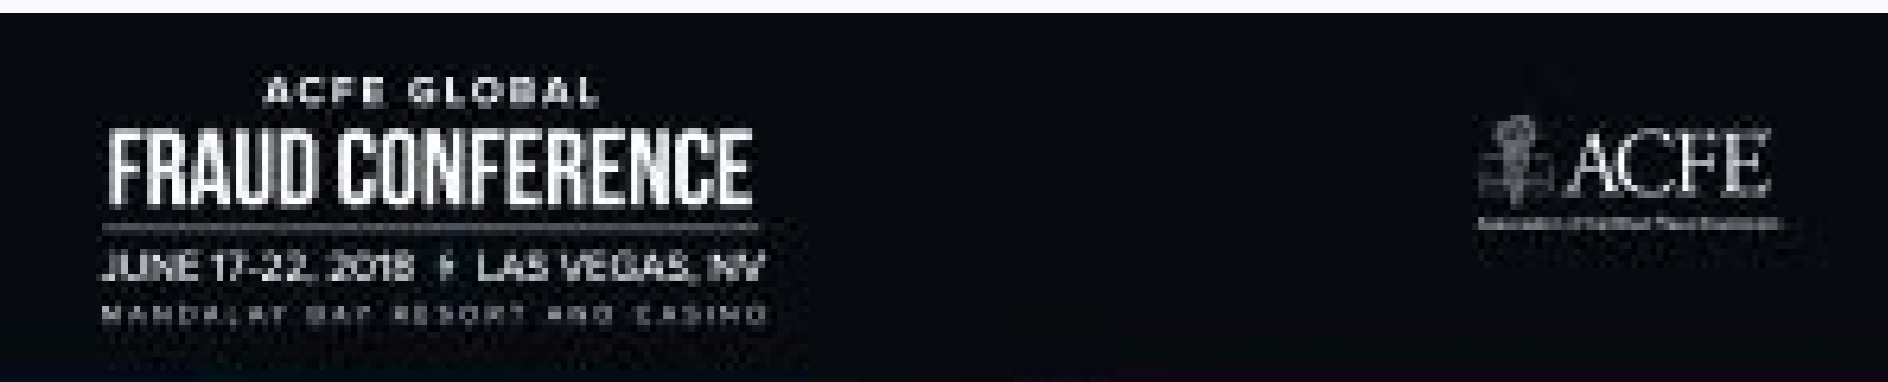 ACFE GLOBAL
FRAUD CONFERENCE
JUNE 17-22, 2018 LAS VEGAS, NV
MANDALAY BAY RESORT AND CASINO
ACFE